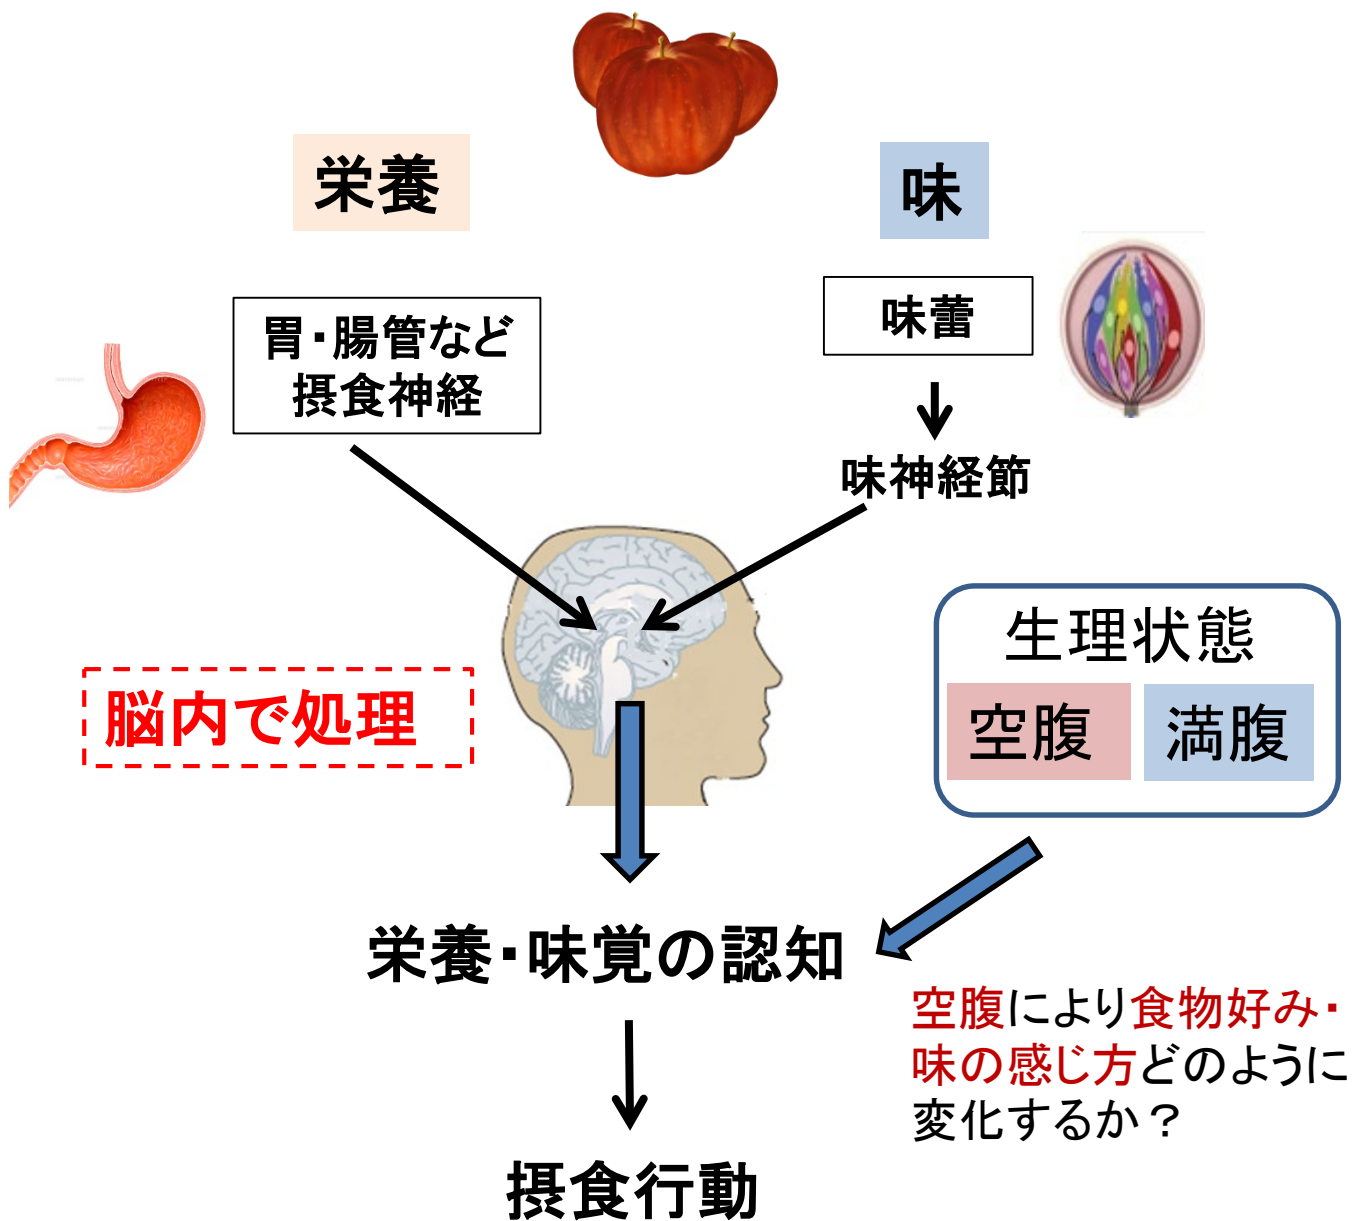 栄養
味
胃・腸管など
摂食神経
味蕾
味神経節
脳内で処理
生理状態
空腹
満腹
栄養・味覚の認知
空腹により食物好み・
味の感じ方どのように
変化するか？
摂食行動